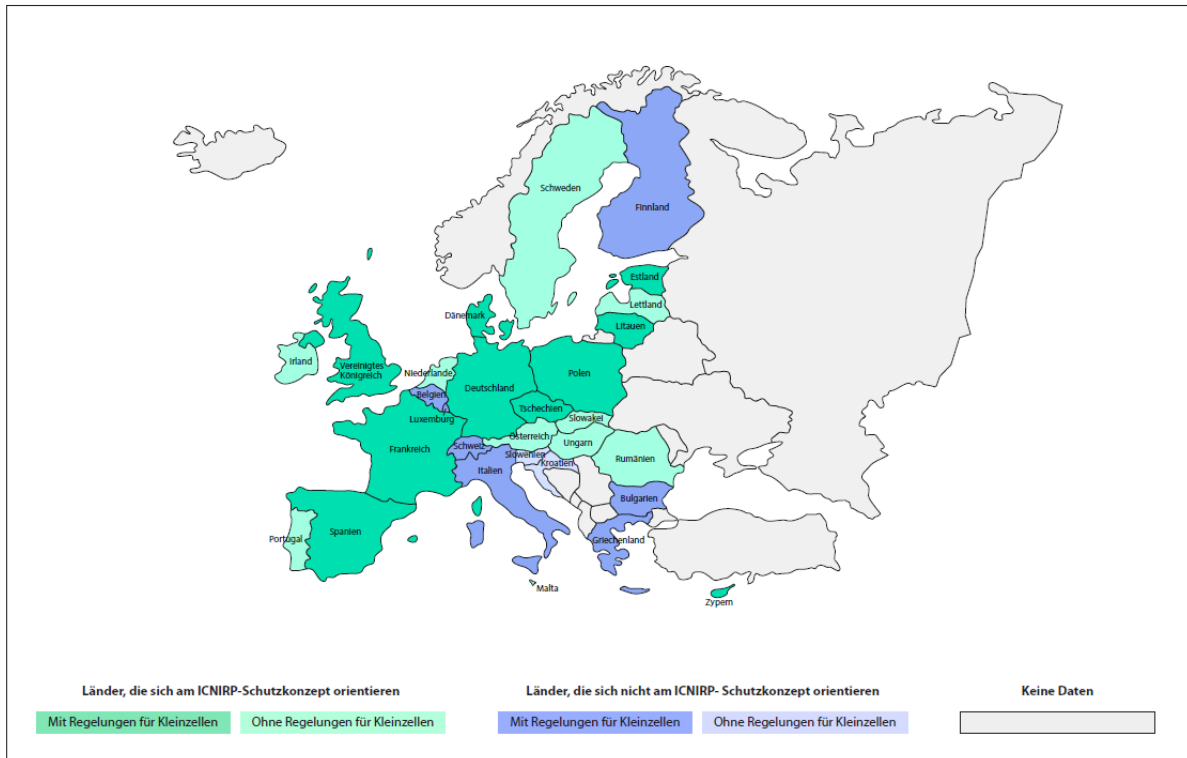 Schweden
Finnland
Estland
Lettland
Dänemark
Litauen
Irland
Vereinigtes
Königreich
Niederlande
Polen
Deutschland
Belgien
Tschechien
Luxemburg
Slowakei
Österreich
Frankreich
Schweiz
Ungarn
Slowenien
Kroatien
Rumänien
Italien
Bulgarien
Spanien
Portugal
Griechenland
Malta
Zypern
Länder, die sich am ICNIRP-Schutzkonzept orientieren
Mit Regelungen für Kleinzellen
Ohne Regelungen für Kleinzellen
Länder, die sich nicht am ICNIRP- Schutzkonzept orientieren
Mit Regelungen für Kleinzellen
Ohne Regelungen für Kleinzellen
Keine Daten